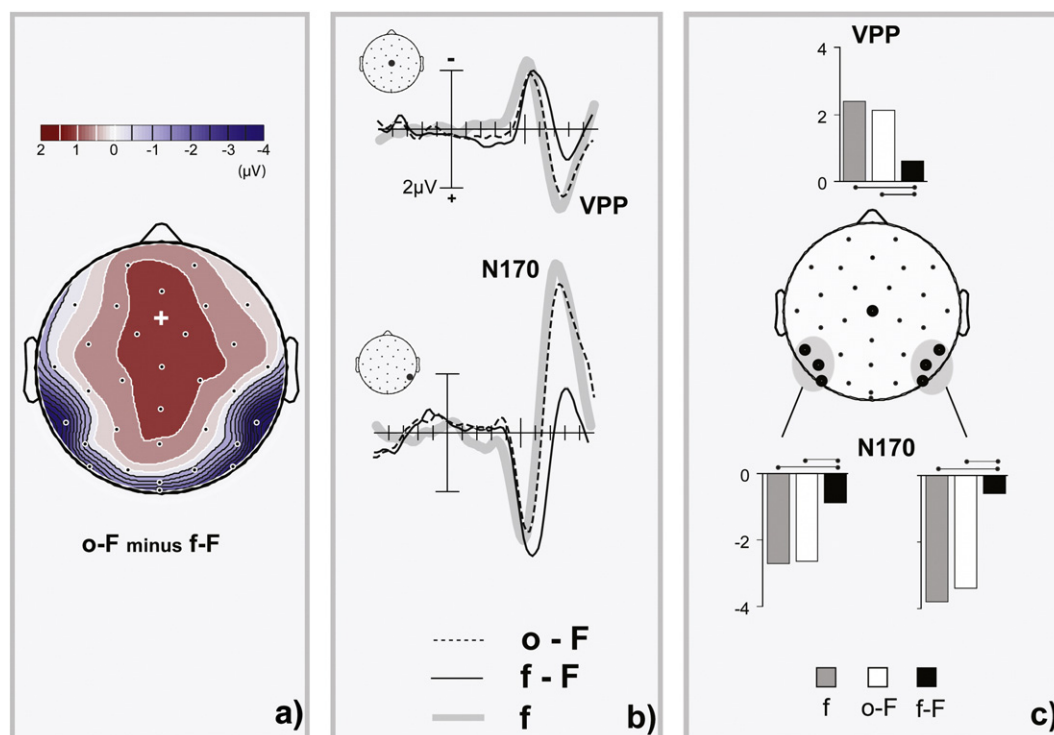 2 1 0 -1 -2 -3 -4
(µV)
o-F minus f-F
a)
-
2µV
+
VPP
N170
o - F
f - F
f
b)
VPP
4
2
0
N170
0
-2
-4
f o-F f-F
c)